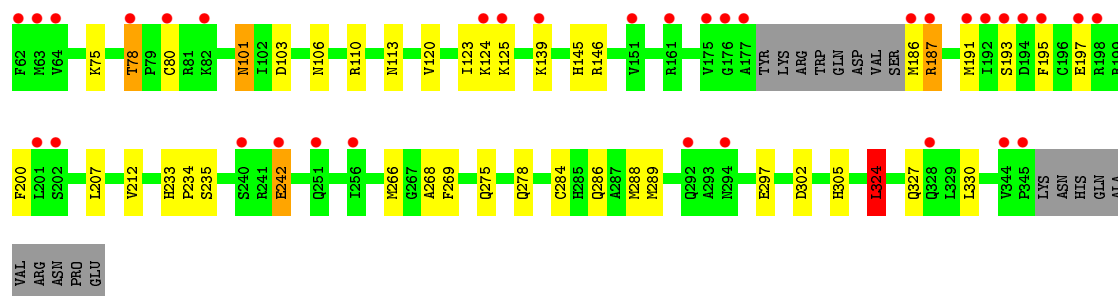 F62 M63 V64 K75 T78 P79 C80 R81 K82 N101 I102 D103 N106 R110 N113 V120 I123 K124 K125 K139 H145 R146 V151 R161 V175 G176 A177 TYR LYS ARG TRP GLN ASP VAL SER M186 R187 M191 I192 S193 D194 F195 C196 E197 R198 R199
F200 L201 S202 L207 V212 H233 P234 S235 S240 R241 E242 Q251 I256 M266 G267 A268 F269 Q275 Q278 C284 H285 Q286 A287 M288 M289 Q292 A293 N294 E297 D302 H305 L324 Q327 Q328 L329 L330 V344 P345 LYS ASN HIS GLN ALA
VAL ARG ASN PRO GLU